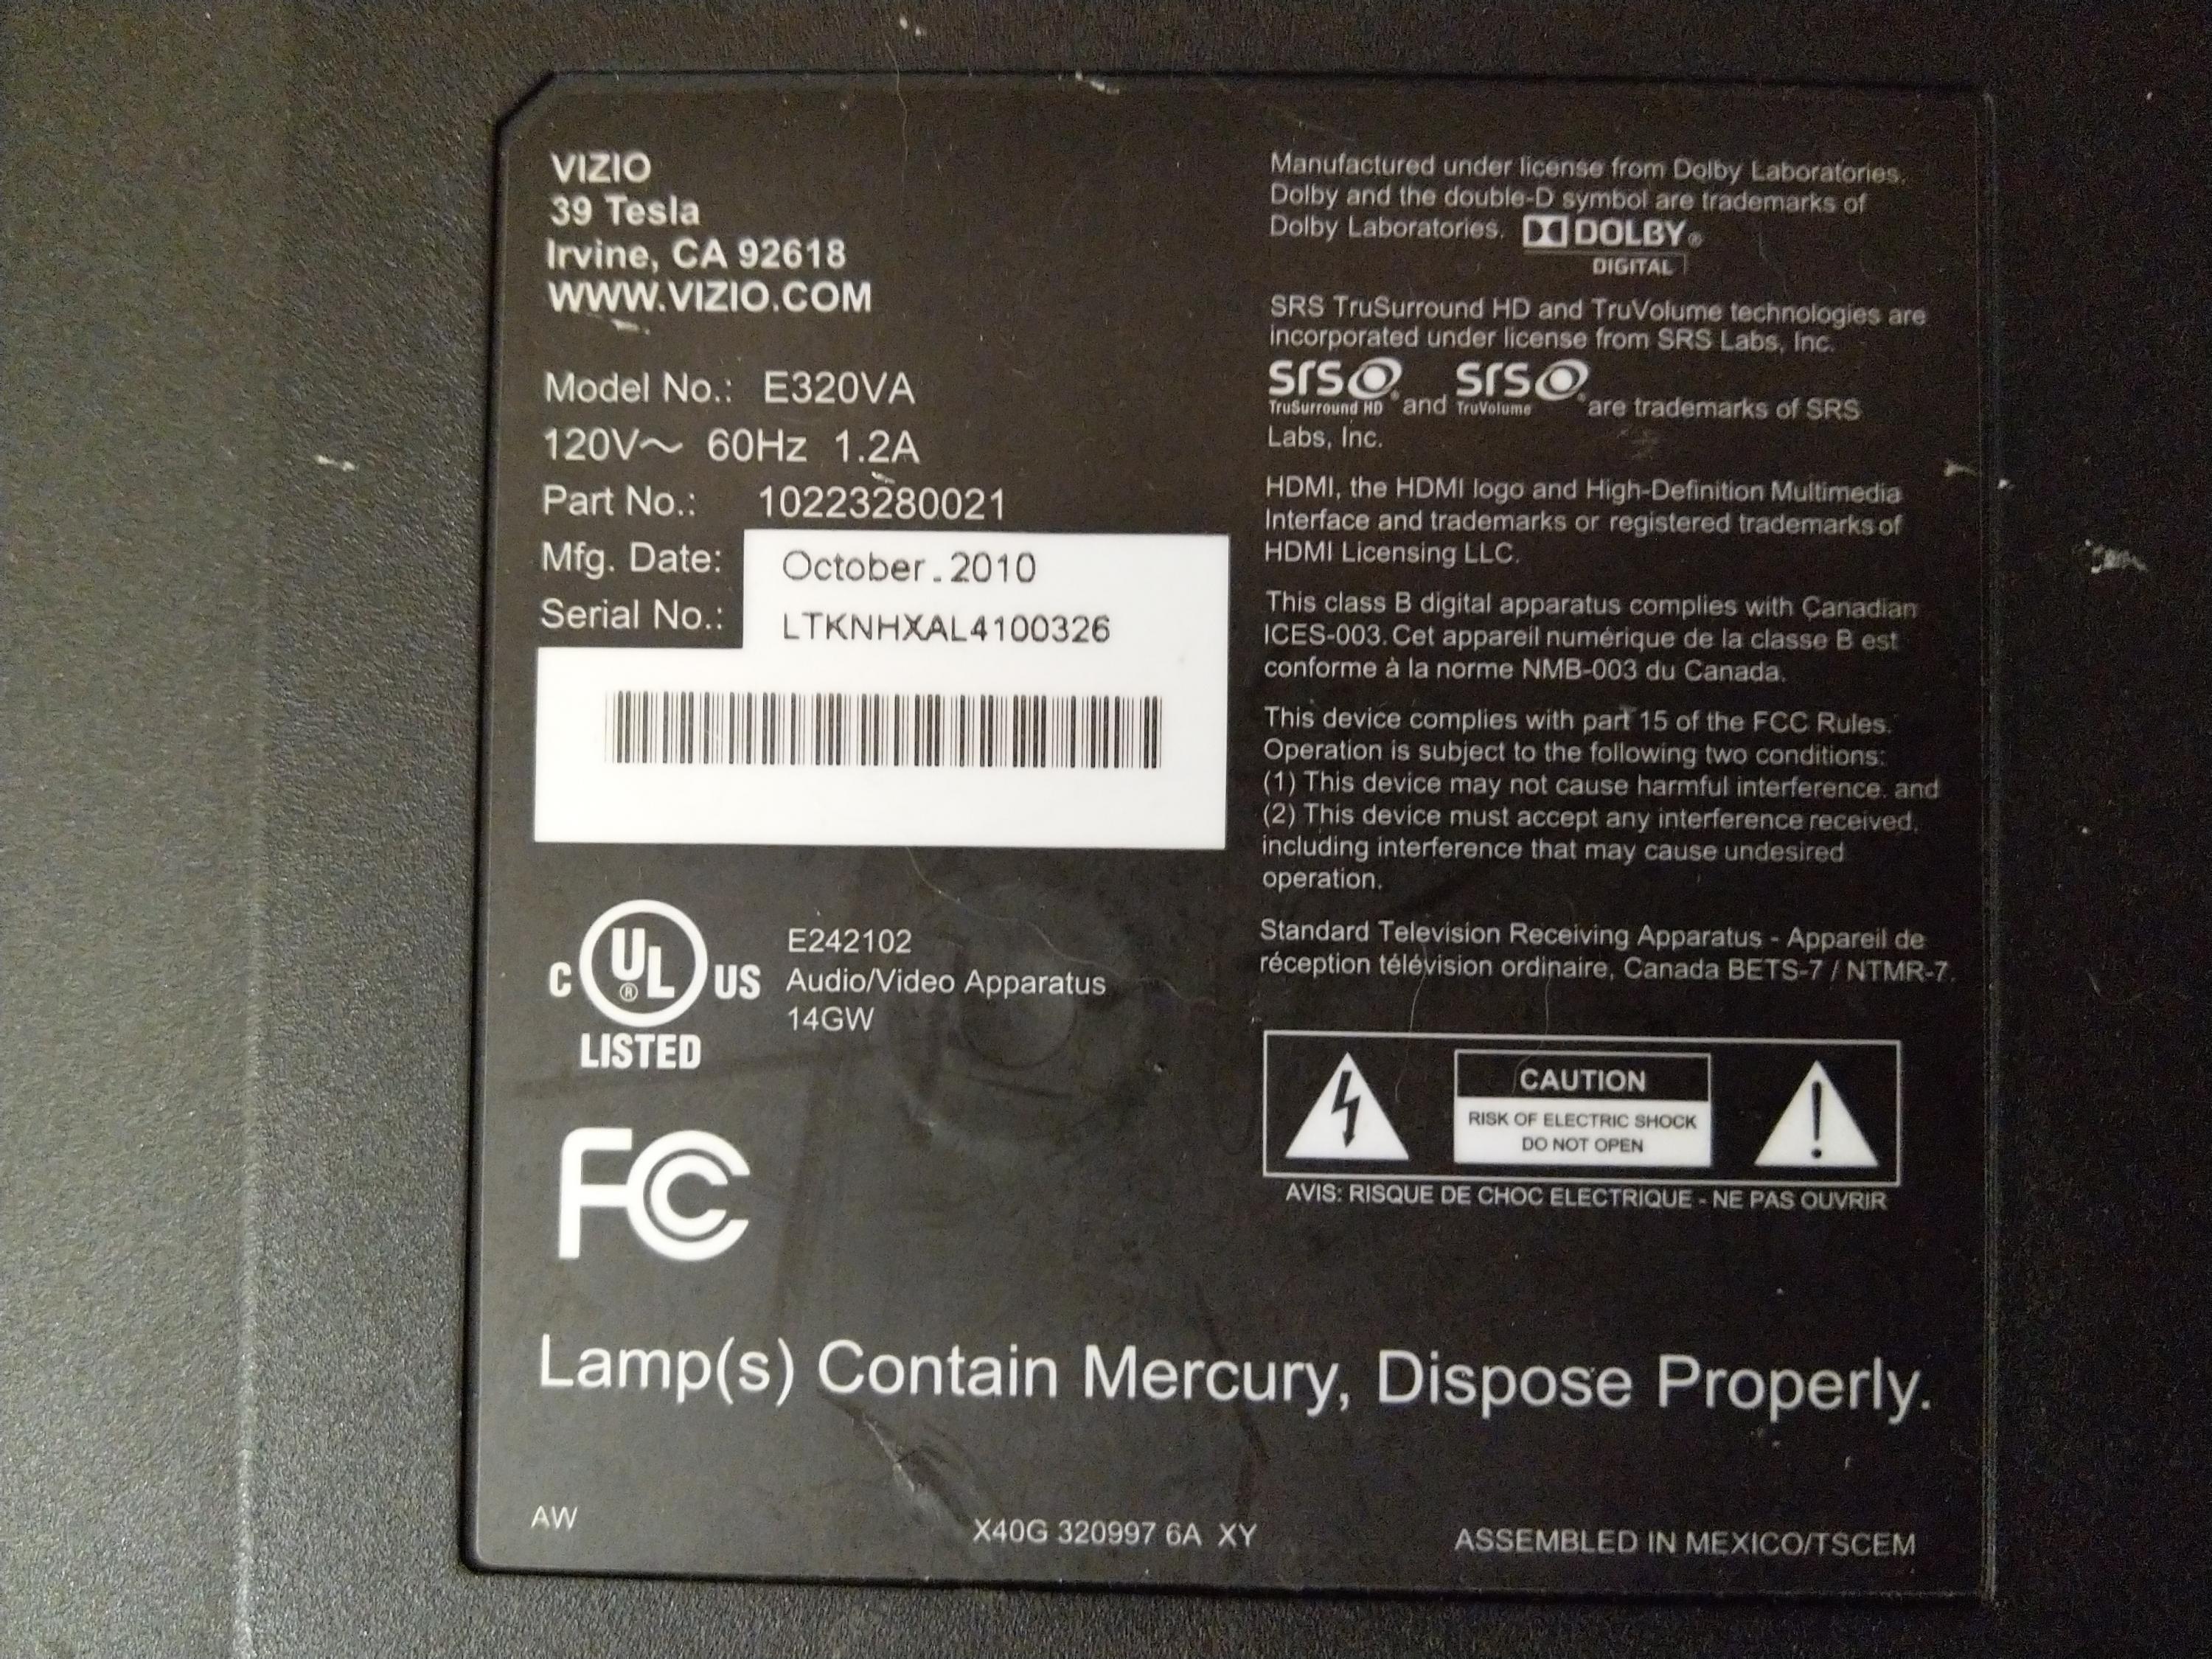 VIZIO
39 Tesla
Irvine, CA 92618
WWW.VIZIO.COM
Model No.: E320VA
120V~ 60Hz 1.2A
Part No.: 10223280021
Mfg. Date: October . 2010
Serial No.: LTKNHXAL4100326
C UL ® US
LISTED
E242102
Audio/Video Apparatus
14GW
FC
Manufactured under license from Dolby Laboratories.
Dolby and the double-D symbol are trademarks of
Dolby Laboratories. DOLBY®
DIGITAL
SRS TruSurround HD and TruVolume technologies are
incorporated under license from SRS Labs, Inc.
SRS TruSurround HD ® and SRS TruVolume ® are trademarks of SRS
Labs, Inc.
HDMI, the HDMI logo and High-Definition Multimedia
Interface and trademarks or registered trademarks of
HDMI Licensing LLC.
This class B digital apparatus complies with Canadian
ICES-003. Cet appareil numérique de la classe B est
conforme à la norme NMB-003 du Canada.
This device complies with part 15 of the FCC Rules.
Operation is subject to the following two conditions:
(1) This device may not cause harmful interference. and
(2) This device must accept any interference received,
including interference that may cause undesired
operation.
Standard Television Receiving Apparatus - Appareil de
réception télévision ordinaire, Canada BETS-7 / NTMR-7.
CAUTION
RISK OF ELECTRIC SHOCK
DO NOT OPEN
AVIS: RISQUE DE CHOC ELECTRIQUE - NE PAS OUVRIR
Lamp(s) Contain Mercury, Dispose Properly.
AW
X40G 320997 6A XY
ASSEMBLED IN MEXICO/TSCEM